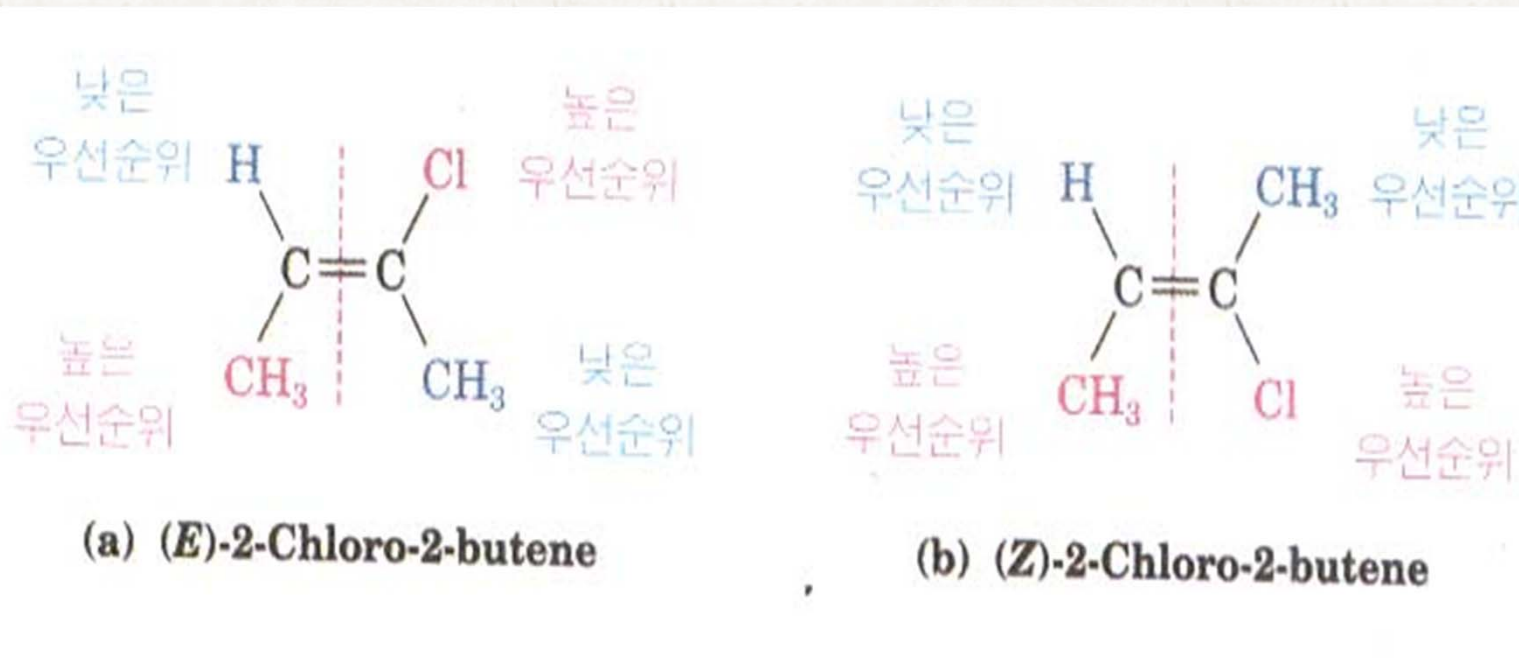 낮은
우선순위
높은
우선순위
H
Cl
C=C
CH₃
CH₃
높은
우선순위
낮은
우선순위
(a) (E)-2-Chloro-2-butene
낮은
우선순위
낮은
우선순위
H
CH₃
C=C
CH₃
Cl
높은
우선순위
높은
우선순위
(b) (Z)-2-Chloro-2-butene